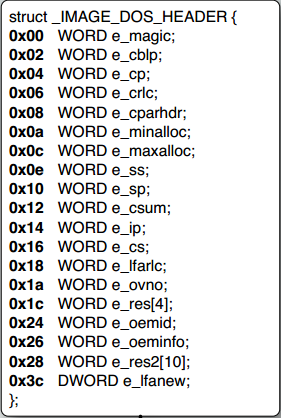 struct _IMAGE_DOS_HEADER {
0x00 WORD e_magic;
0x02 WORD e_cblp;
0x04 WORD e_cp;
0x06 WORD e_crlc;
0x08 WORD e_cparhdr;
0x0a WORD e_minalloc;
0x0c WORD e_maxalloc;
0x0e WORD e_ss;
0x10 WORD e_sp;
0x12 WORD e_csum;
0x14 WORD e_ip;
0x16 WORD e_cs;
0x18 WORD e_lfarlc;
0x1a WORD e_ovno;
0x1c WORD e_res[4];
0x24 WORD e_oemid;
0x26 WORD e_oeminfo;
0x28 WORD e_res2[10];
0x3c DWORD e_lfanew;
};